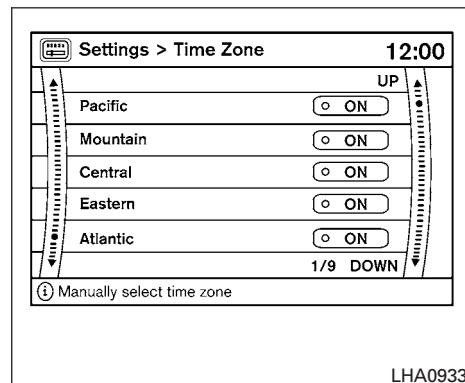 Settings > Time Zone 12:00
UP
Pacific ON
Mountain ON
Central ON
Eastern ON
Atlantic ON
1/9 DOWN
i Manually select time zone
LHA0933